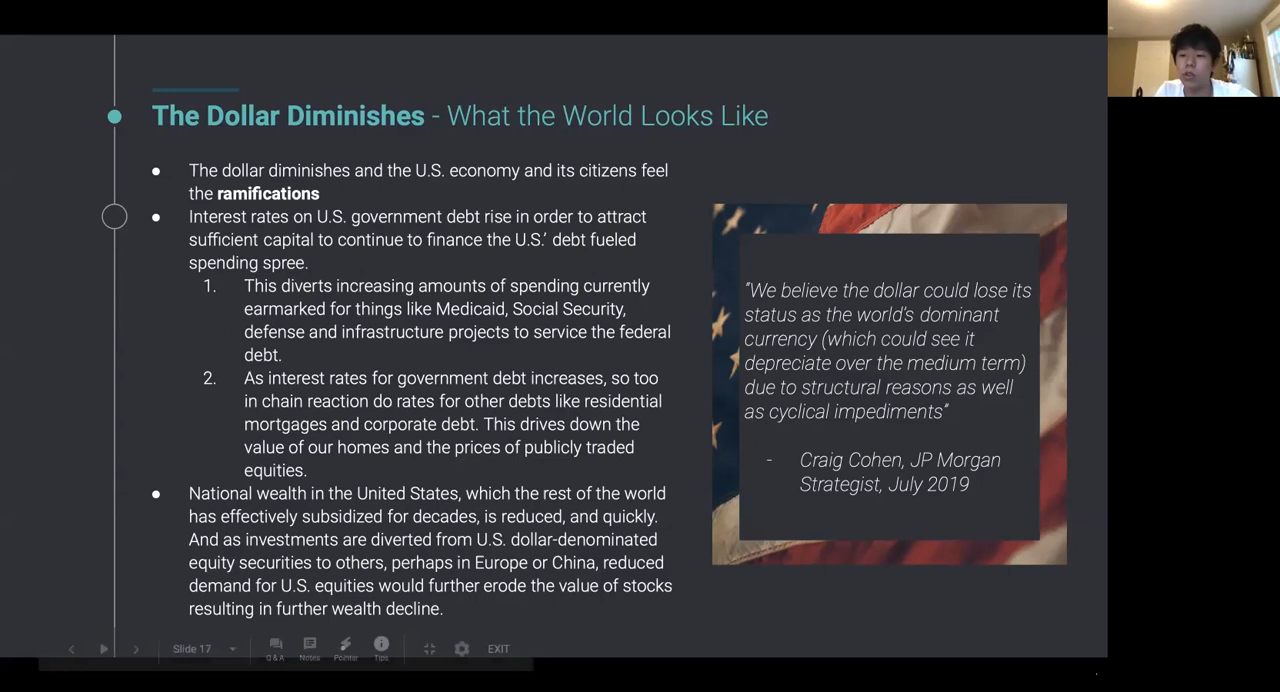 The Dollar Diminishes - What the World Looks Like
● The dollar diminishes and the U.S. economy and its citizens feel
the ramifications
● Interest rates on U.S. government debt rise in order to attract
sufficient capital to continue to finance the U.S.' debt fueled
spending spree.
1. This diverts increasing amounts of spending currently
earmarked for things like Medicaid, Social Security,
defense and infrastructure projects to service the federal
debt.
2. As interest rates for government debt increases, so too
in chain reaction do rates for other debts like residential
mortgages and corporate debt. This drives down the
value of our homes and the prices of publicly traded
equities.
● National wealth in the United States, which the rest of the world
has effectively subsidized for decades, is reduced, and quickly.
And as investments are diverted from U.S. dollar-denominated
equity securities to others, perhaps in Europe or China, reduced
demand for U.S. equities would further erode the value of stocks
resulting in further wealth decline.
"We believe the dollar could lose its
status as the world's dominant
currency (which could see it
depreciate over the medium term)
due to structural reasons as well
as cyclical impediments"
- Craig Cohen, JP Morgan
Strategist, July 2019
Slide 17
Q & A
Notes
Pointer
Tips
EXIT